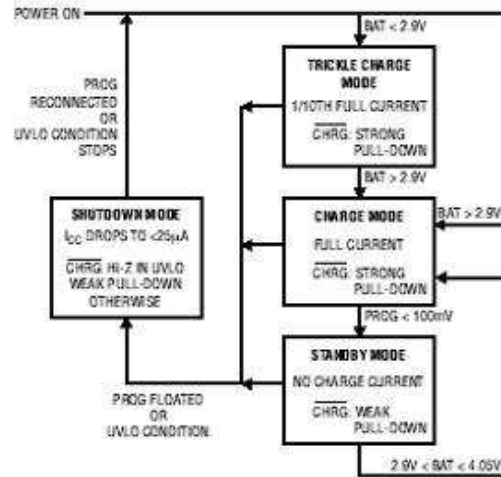 POWER ON
BAT < 2.9V
TRICKLE CHARGE
MODE
1/10TH FULL CURRENT
CHRG: STRONG
PULL-DOWN
PROG
RECONNECTED
OR
UVLO CONDITION
STOPS
BAT > 2.9V
SHUTDOWN MODE
ICC DROPS TO <25µA
CHRG: HI-Z IN UVLO
WEAK PULL-DOWN
OTHERWISE
CHARGE MODE
FULL CURRENT
CHRG: STRONG
PULL-DOWN
BAT > 2.9V
PROG < 100mV
STANDBY MODE
NO CHARGE CURRENT
CHRG: WEAK
PULL-DOWN
PROG FLOATED
OR
UVLO CONDITION
2.9V < BAT < 4.05V